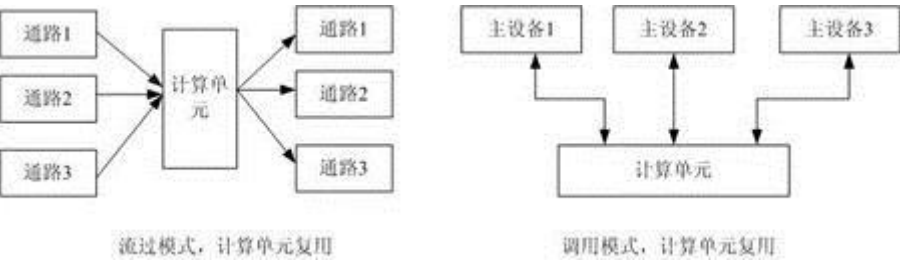 通路1
通路2
通路3
计算单
元
通路1
通路2
通路3
流过模式，计算单元复用
主设备1
主设备2
主设备3
计算单元
调用模式，计算单元复用